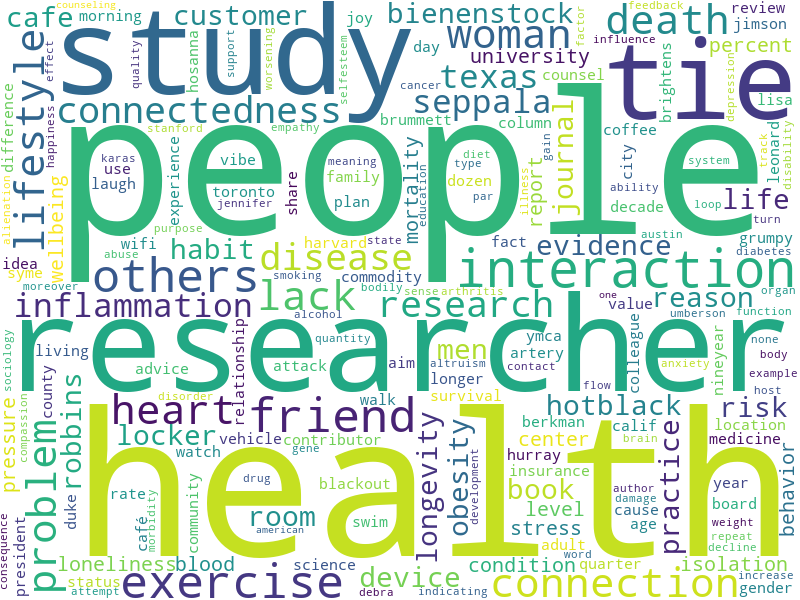 counseling
cafe
morning
customer
joy
bienenstock
death
feedback
review
jimson
study
woman
factor
influence
tie
percent
lifestyle
effect
quality
hosanna
support
worsening
selfesteem
day
texas
university
counsel
brightens
depression
lisa
connectedness
cancer
seppala
journal
difference
stanford
empathy
brummett
column
coffee
leonard
disability
alienation
happiness
syme
wellbeing
karas
use
laugh
experience
vibe
meaning
family
share
type
diet
dozen
gain
city
people
system
track
toronto
jennifer
plan
mortality
education
par
report
illness
ability
loop
life
purpose
decade
austin
turn
wifi
abuse
habit
harvard
state
fact
evidence
umberson
grumpy
idea
moreover
others
disease
smoking
commodity
bodily
sense
arthritis
interaction
diabetes
organ
inflammation
lack
alcohol
research
one
value
reason
function
none
sociology
living
county
researcher
quantity
men
ymca
artery
colleague
nineyear
body
example
advice
attack
relationship
aim
altruism
longer
contact
flow
anxiety
host
pressure
compassion
problem
robbins
disorder
heart
friend
walk
survival
hotblack
risk
location
locker
vehicle
contributor
watch
gene
longevity
obesity
berkman
center
calif
brain
practice
medicine
behavior
health
hurray
insurance
book
author
damage
year
board
weight
duke
rate
drug
blackout
level
cause
age
repeat
decline
café
morbidity
community
room
american
swim
stress
development
adult
word
consequence
president
loneliness
blood
science
condition
quarter
isolation
status
attempt
exercise
debra
device
indicating
connection
gender
increase